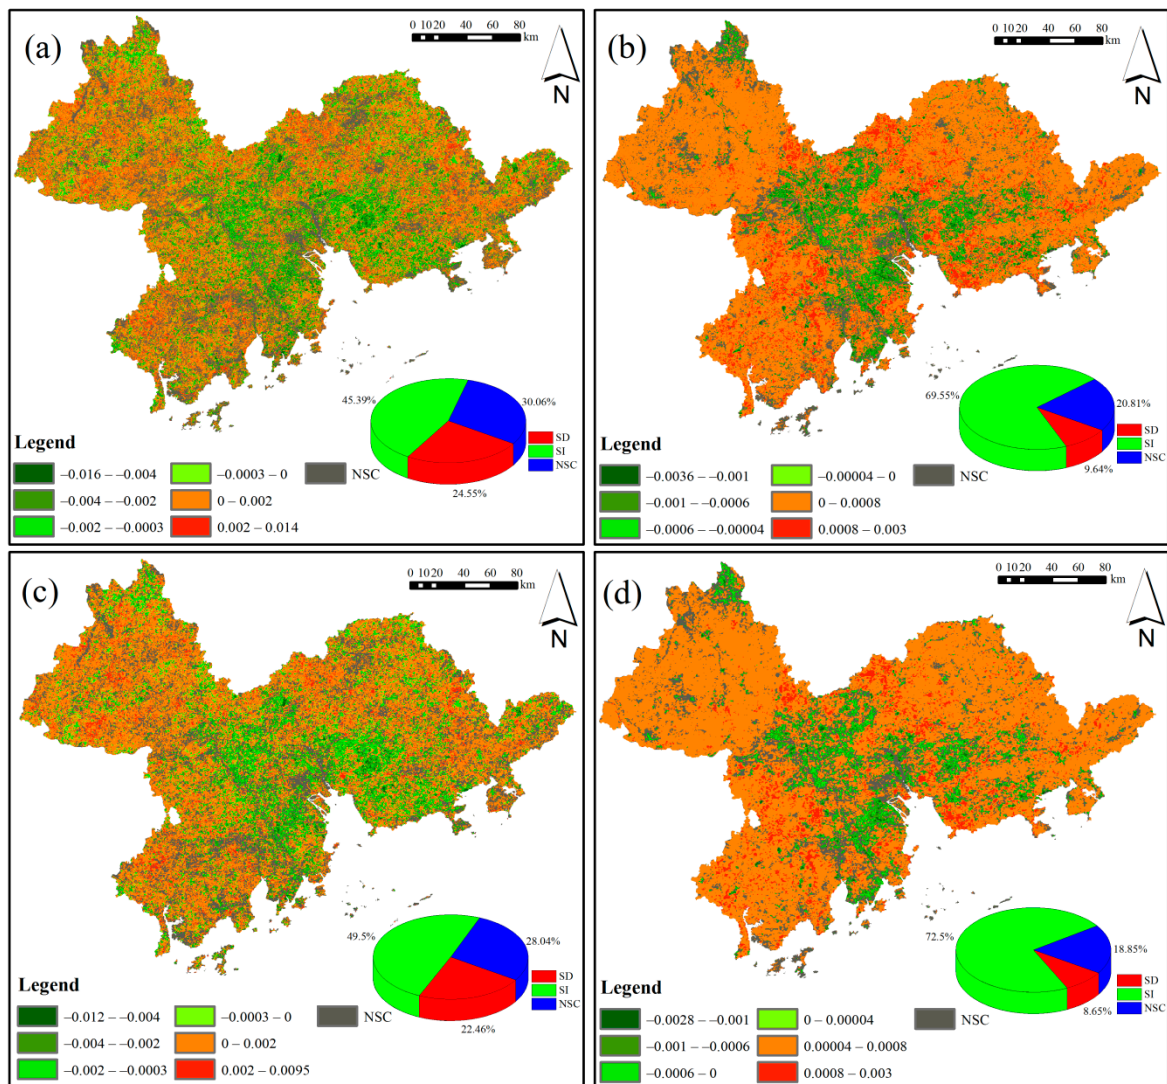 (a)
0 1020 40 60 80
km
N
45.39%
30.06%
24.55%
SD
SI
NSC
Legend
−0.016 – −0.004
−0.0003 – 0
NSC
−0.004 – −0.002
0 – 0.002
−0.002 – −0.0003
0.002 – 0.014
(b)
0 1020 40 60 80
km
N
69.55%
20.81%
9.64%
SD
SI
NSC
Legend
−0.0036 – −0.001
−0.00004 – 0
NSC
−0.001 – −0.0006
0 – 0.0008
−0.0006 – −0.00004
0.0008 – 0.003
(c)
0 1020 40 60 80
km
N
49.5%
28.04%
22.46%
SD
SI
NSC
Legend
−0.012 – −0.004
−0.0003 – 0
NSC
−0.004 – −0.002
0 – 0.002
−0.002 – −0.0003
0.002 – 0.0095
(d)
0 1020 40 60 80
km
N
72.5%
18.85%
8.65%
SD
SI
NSC
Legend
−0.0028 – −0.001
0 – 0.00004
NSC
−0.001 – −0.0006
0.00004 – 0.0008
−0.0006 – 0
0.0008 – 0.003